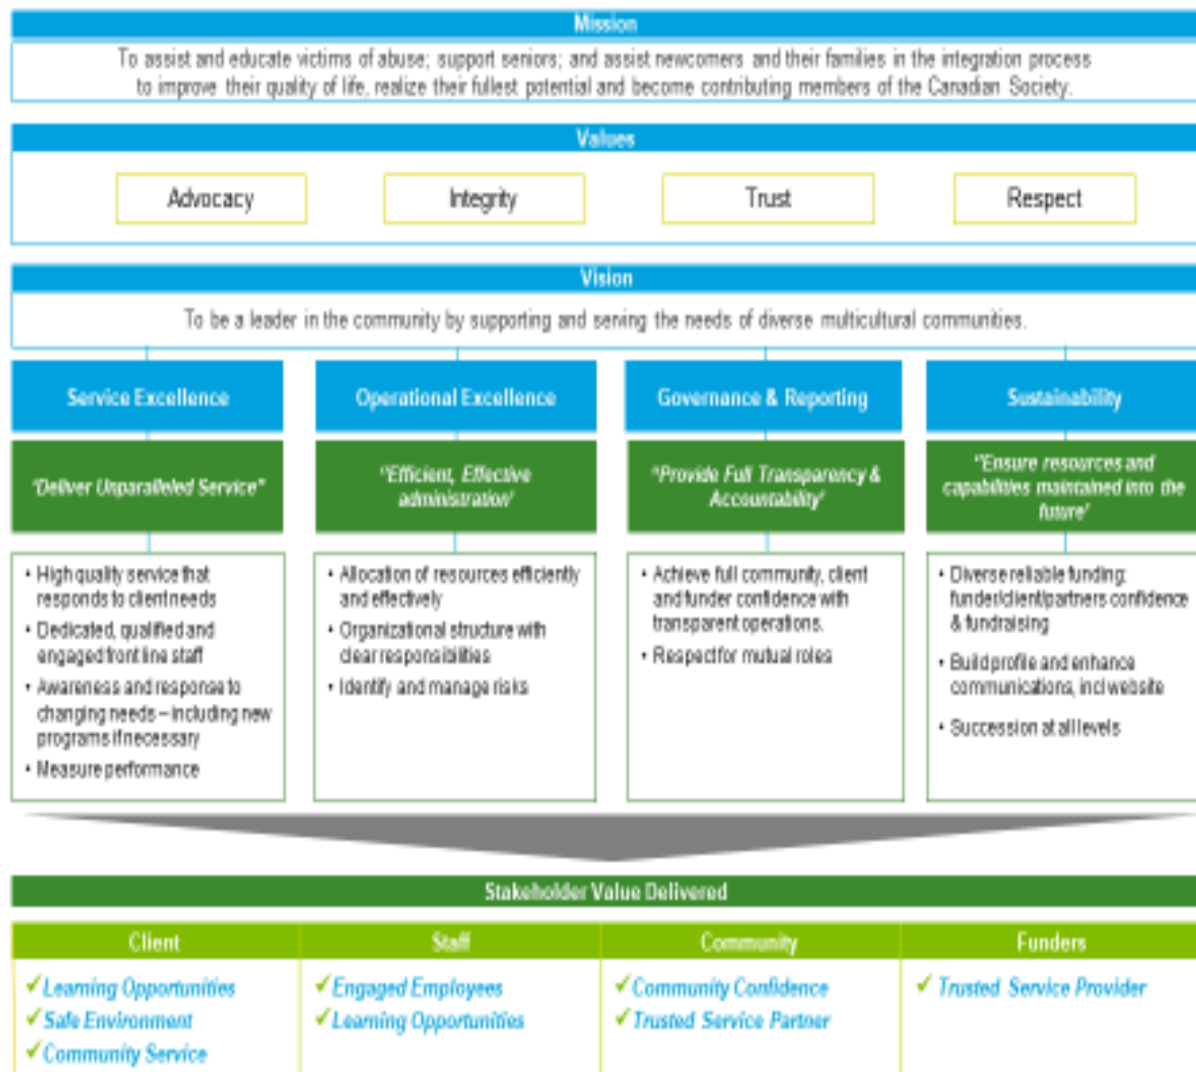 Mission
To assist and educate victims of abuse; support seniors; and assist newcomers and their families in the integration process
to improve their quality of life, realize their fullest potential and become contributing members of the Canadian Society.
Values
Advocacy
Integrity
Trust
Respect
Vision
To be a leader in the community by supporting and serving the needs of diverse multicultural communities.
Service Excellence
"Deliver Unparalleled Service"
• High quality service that
responds to client needs
• Dedicated, qualified and
engaged front line staff
• Awareness and response to
changing needs – including new
programs if necessary
• Measure performance
Operational Excellence
"Efficient, Effective
administration'
• Allocation of resources efficiently
and effectively
• Organizational structure with
clear responsibilities
• Identify and manage risks
Governance & Reporting
"Provide Full Transparency &
Accountability'
• Achieve full community, client
and funder confidence with
transparent operations.
• Respect for mutual roles
Sustainability
"Ensure resources and
capabilities maintained into the
future'
• Diverse reliable funding:
funder/client/partners confidence
& fundraising
• Build profile and enhance
communications, incl website
• Succession at all levels
Stakeholder Value Delivered
Client
✓Learning Opportunities
✓Safe Environment
✓Community Service
Staff
✓Engaged Employees
✓Learning Opportunities
Community
✓Community Confidence
✓Trusted Service Partner
Funders
✓ Trusted Service Provider